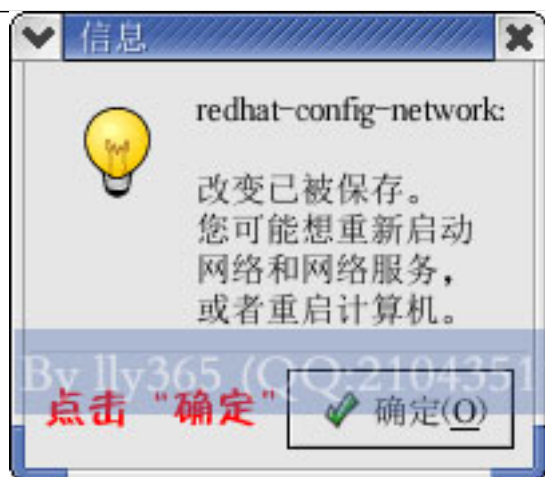 信息
redhat-config-network:
改变已被保存。
您可能想重新启动
网络和网络服务，
或者重启计算机。
By lly365 (QQ:2104351
点击 "确定"
确定(O)